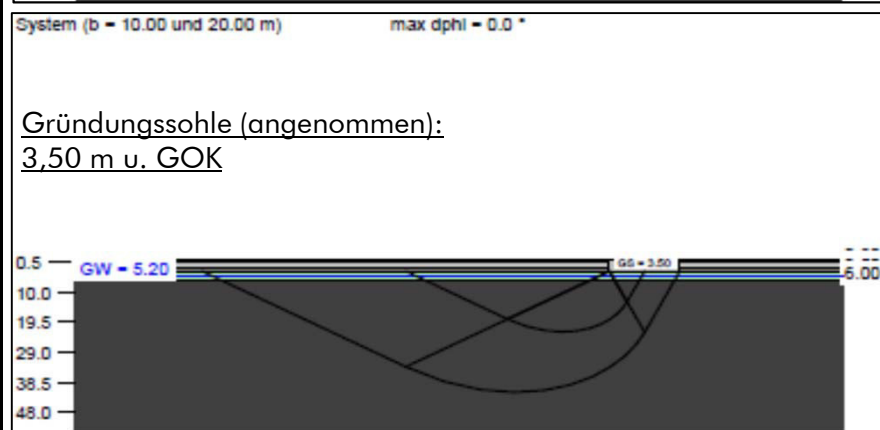 System (b = 10.00 und 20.00 m) max dphi = 0.0 °
Gründungssohle (angenommen):
3,50 m u. GOK
0.5
GW = 5.20
GS = 3.50
6.00
10.0
19.5
29.0
38.5
48.0